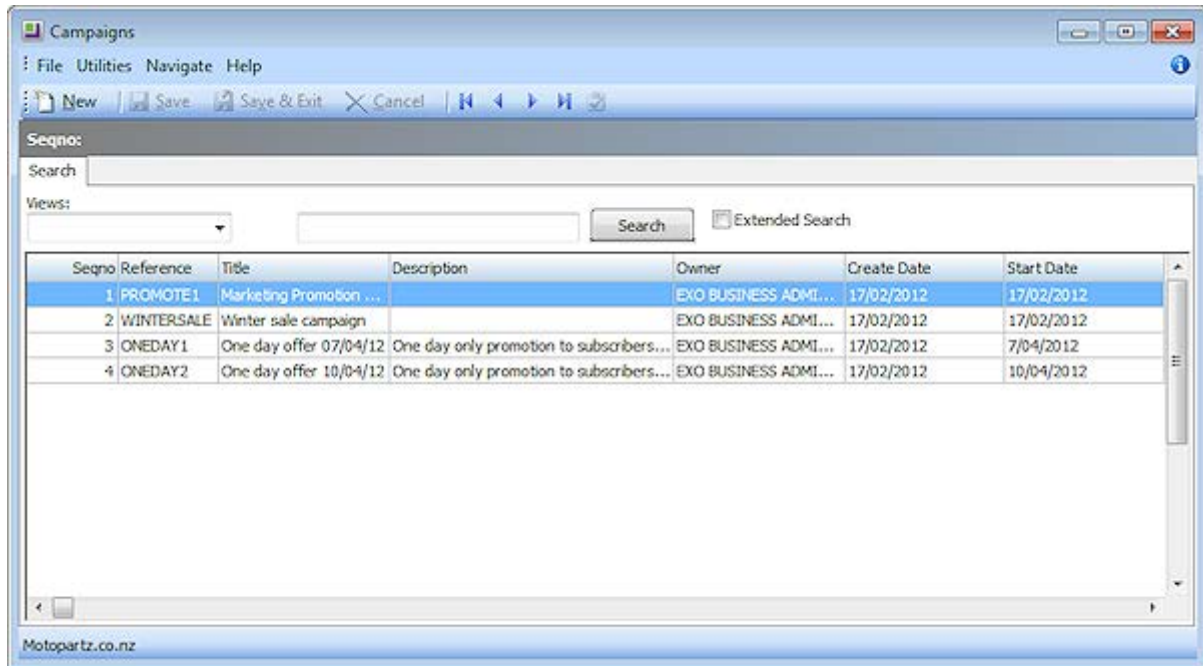 Campaigns
File Utilities Navigate Help
New Save Save & Exit Cancel
Seqno:
Search
Views:
Search Extended Search
Seqno Reference Title Description Owner Create Date Start Date
1 PROMOTE1 Marketing Promotion ... EXO BUSINESS ADMI... 17/02/2012 17/02/2012
2 WINTERSALE Winter sale campaign EXO BUSINESS ADMI... 17/02/2012 17/02/2012
3 ONEDAY1 One day offer 07/04/12 One day only promotion to subscribers... EXO BUSINESS ADMI... 17/02/2012 7/04/2012
4 ONEDAY2 One day offer 10/04/12 One day only promotion to subscribers... EXO BUSINESS ADMI... 17/02/2012 10/04/2012
Motopartz.co.nz